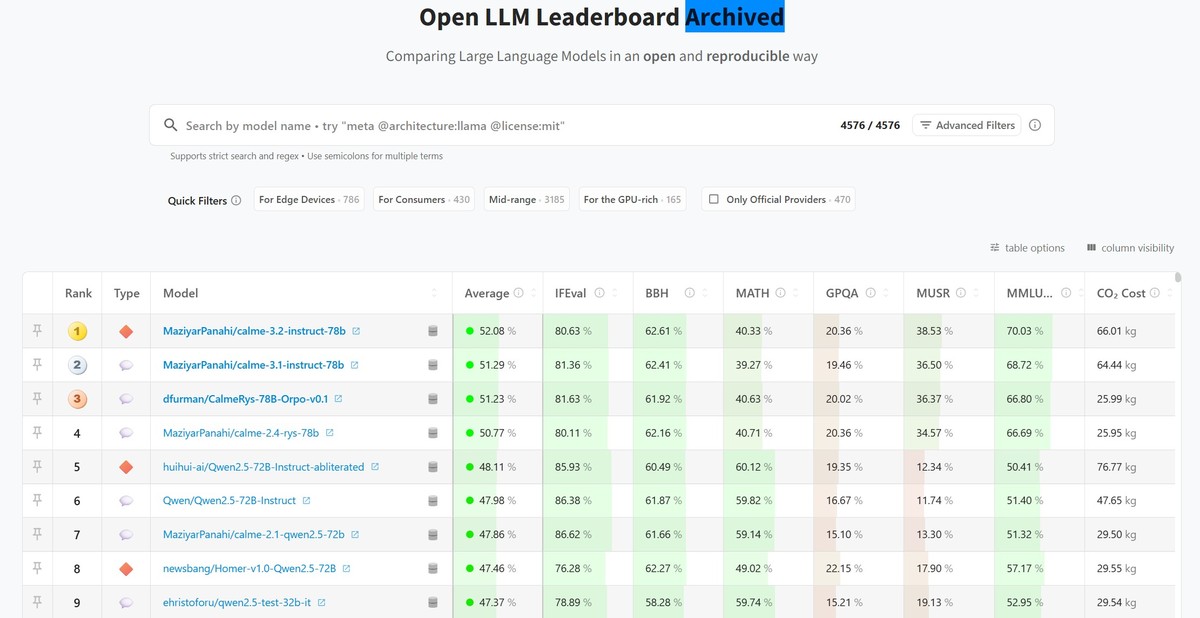 Open LLM Leaderboard Archived
Comparing Large Language Models in an open and reproducible way
Search by model name • try "meta @architecture:llama @license:mit" 4576 / 4576 Advanced Filters
Supports strict search and regex • Use semicolons for multiple terms
Quick Filters For Edge Devices · 786 For Consumers · 430 Mid-range · 3185 For the GPU-rich · 165 Only Official Providers · 470
table options column visibility
Rank Type Model Average IFEval BBH MATH GPQA MUSR MMLU... CO₂ Cost
1 MaziyarPanahi/calme-3.2-instruct-78b 52.08 % 80.63 % 62.61 % 40.33 % 20.36 % 38.53 % 70.03 % 66.01 kg
2 MaziyarPanahi/calme-3.1-instruct-78b 51.29 % 81.36 % 62.41 % 39.27 % 19.46 % 36.50 % 68.72 % 64.44 kg
3 dfurman/CalmeRys-78B-Orpo-v0.1 51.23 % 81.63 % 61.92 % 40.63 % 20.02 % 36.37 % 66.80 % 25.99 kg
4 MaziyarPanahi/calme-2.4-rys-78b 50.77 % 80.11 % 62.16 % 40.71 % 20.36 % 34.57 % 66.69 % 25.95 kg
5 huihui-ai/Qwen2.5-72B-Instruct-abliterated 48.11 % 85.93 % 60.49 % 60.12 % 19.35 % 12.34 % 50.41 % 76.77 kg
6 Qwen/Qwen2.5-72B-Instruct 47.98 % 86.38 % 61.87 % 59.82 % 16.67 % 11.74 % 51.40 % 47.65 kg
7 MaziyarPanahi/calme-2.1-qwen2.5-72b 47.86 % 86.62 % 61.66 % 59.14 % 15.10 % 13.30 % 51.32 % 29.50 kg
8 newsbang/Homer-v1.0-Qwen2.5-72B 47.46 % 76.28 % 62.27 % 49.02 % 22.15 % 17.90 % 57.17 % 29.55 kg
9 ehristoforu/qwen2.5-test-32b-it 47.37 % 78.89 % 58.28 % 59.74 % 15.21 % 19.13 % 52.95 % 29.54 kg